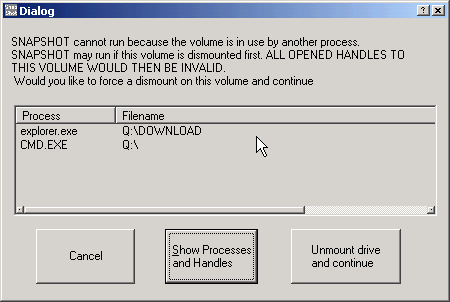 Snap
Shot
Dialog
SNAPSHOT cannot run because the volume is in use by another process.
SNAPSHOT may run if this volume is dismounted first. ALL OPENED HANDLES TO
THIS VOLUME WOULD THEN BE INVALID.
Would you like to force a dismount on this volume and continue
Process Filename
explorer.exe Q:\DOWNLOAD
CMD.EXE Q:\
Cancel
Show Processes
and Handles
Unmount drive
and continue